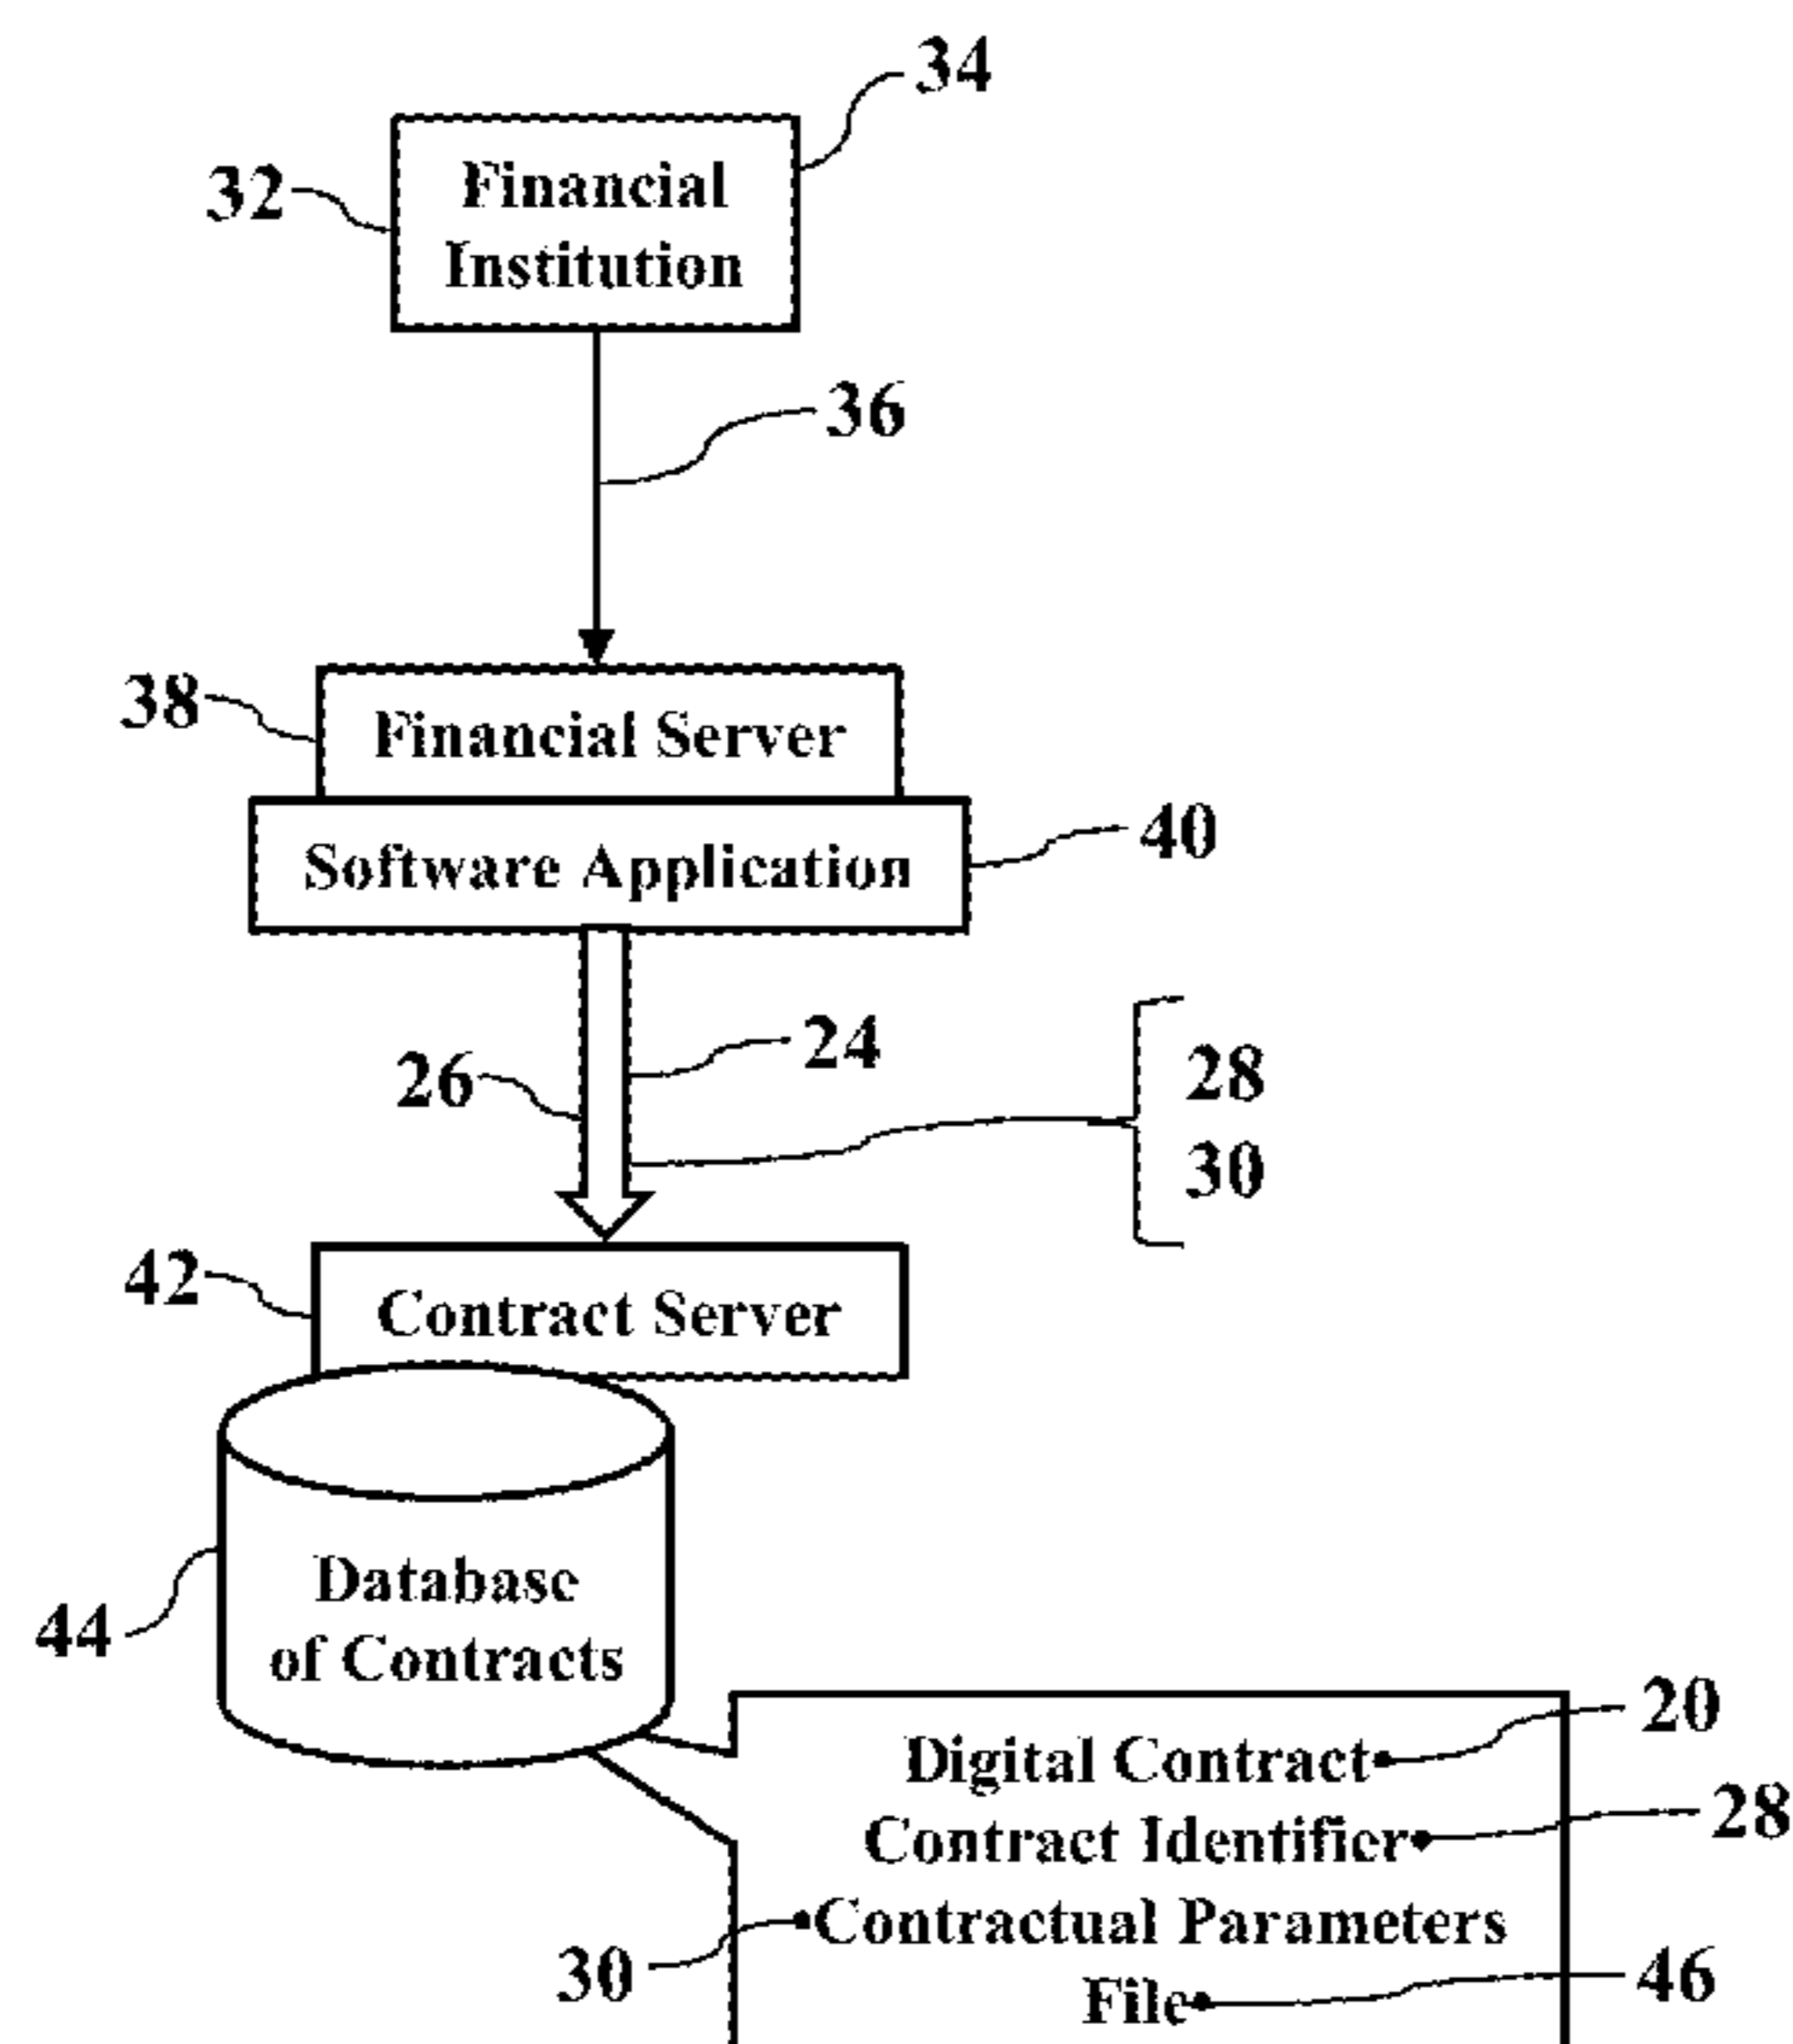 34
32
Financial
Institution
36
38
Financial Server
Software Application
40
24
26
28
30
42
Contract Server
44
Database
of Contracts
Digital Contract
20
Contract Identifier
28
Contractual Parameters
30
File
46